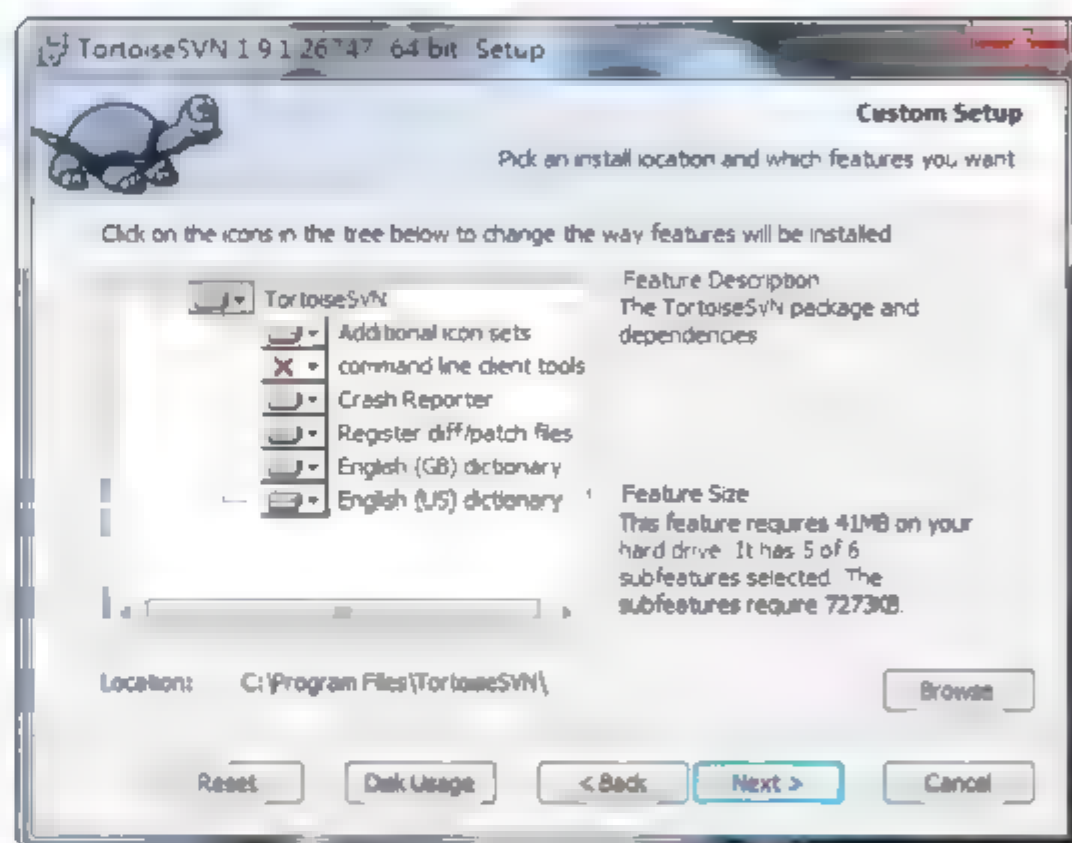 TortoiseSVN 1.9.1.26747 64 bit Setup
Custom Setup
Pick an install location and which features you want
Click on the icons in the tree below to change the way features will be installed
TortoiseSVN
Additional icon sets
command line client tools
Crash Reporter
Register diff/patch files
English (GB) dictionary
English (US) dictionary
Feature Description
The TortoiseSVN package and
dependencies
Feature Size
This feature requires 41MB on your
hard drive. It has 5 of 6
subfeatures selected. The
subfeatures require 7273KB.
Location: C:\Program Files\TortoiseSVN\
Browse
Reset Disk Usage < Back Next > Cancel